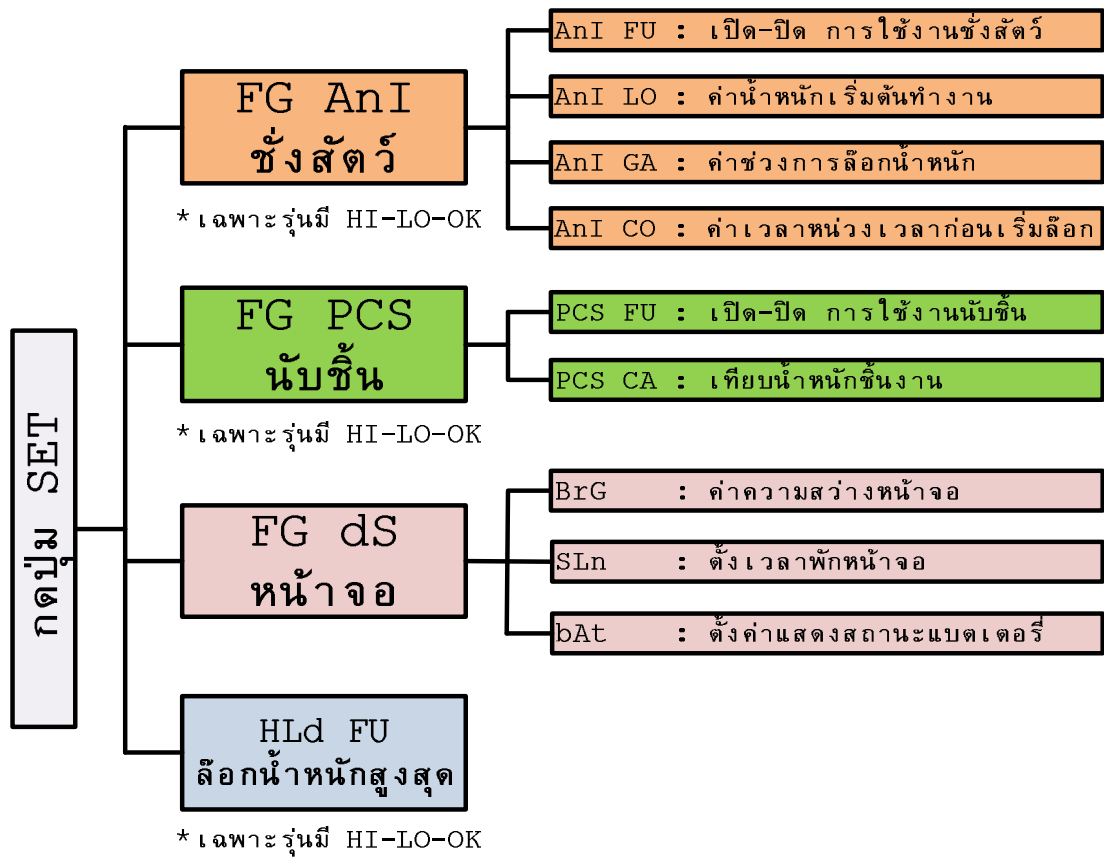 กดปุ่ม SET
FG AnI
ชั่งสัตว์
*เฉพาะรุ่นมี HI-LO-OK
AnI FU : เปิด-ปิด การใช้งานชั่งสัตว์
AnI LO : ค่าน้ำหนักเริ่มต้นทำงาน
AnI GA : ค่าช่วงการล๊อกน้ำหนัก
AnI CO : ค่าเวลาหน่วงเวลาก่อนเริ่มล๊อก
FG PCS
นับชิ้น
*เฉพาะรุ่นมี HI-LO-OK
PCS FU : เปิด-ปิด การใช้งานนับชิ้น
PCS CA : เทียบน้ำหนักชิ้นงาน
FG dS
หน้าจอ
BrG : ค่าความสว่างหน้าจอ
SLn : ตั้งเวลาพักหน้าจอ
bAt : ตั้งค่าแสดงสถานะแบตเตอรี่
HLd FU
ล๊อกน้ำหนักสูงสุด
*เฉพาะรุ่นมี HI-LO-OK